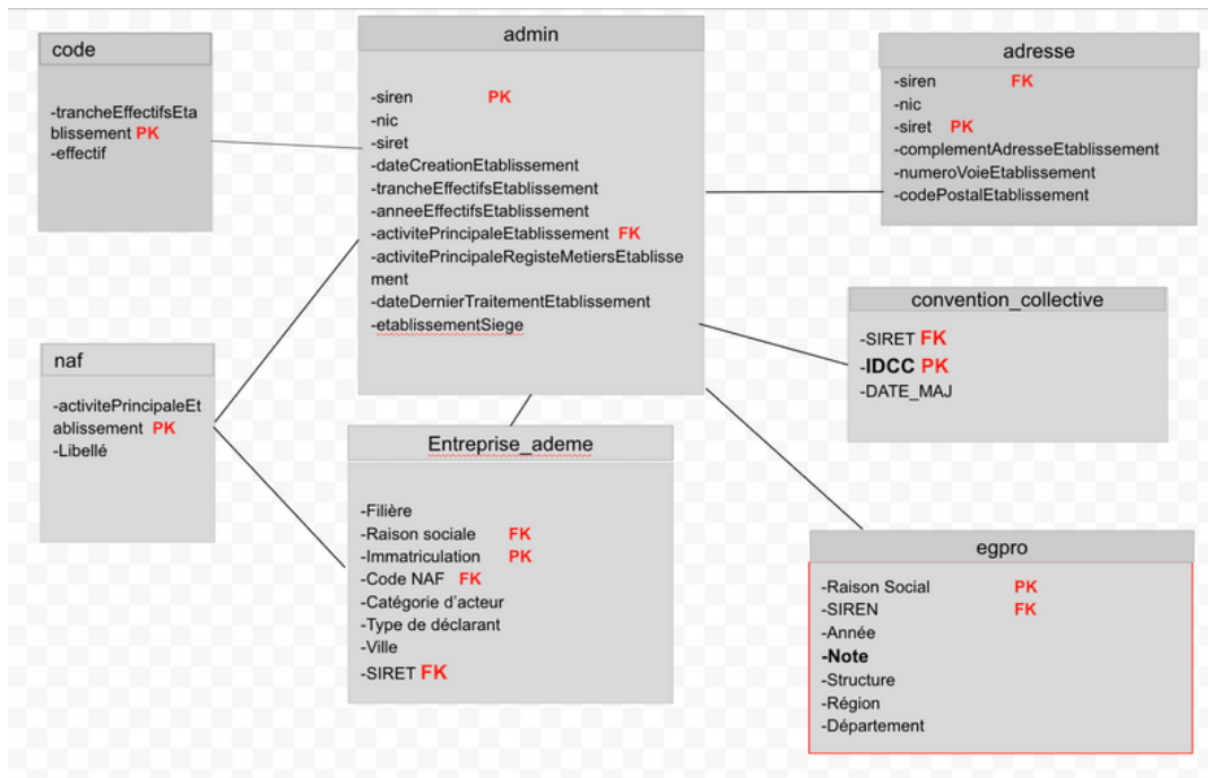 code
-trancheEffectifsEta
blissement PK
-effectif
admin
-siren PK
-nic
-siret
-dateCreationEtablissement
-trancheEffectifsEtablissement
-anneeEffectifsEtablissement
-activitePrincipaleEtablissement FK
-activitePrincipaleRegisteMetiersEtablisse
ment
-dateDernierTraitementEtablissement
-etablissementSiege
adresse
-siren FK
-nic
-siret PK
-complementAdresseEtablissement
-numeroVoieEtablissement
-codePostalEtablissement
naf
-activitePrincipaleEt
ablissement PK
-Libellé
convention_collective
-SIRET FK
-IDCC PK
-DATE_MAJ
Entreprise_ademe
-Filière
-Raison sociale FK
-Immatriculation PK
-Code NAF FK
-Catégorie d'acteur
-Type de déclarant
-Ville
-SIRET FK
egpro
-Raison Social PK
-SIREN FK
-Année
-Note
-Structure
-Région
-Département